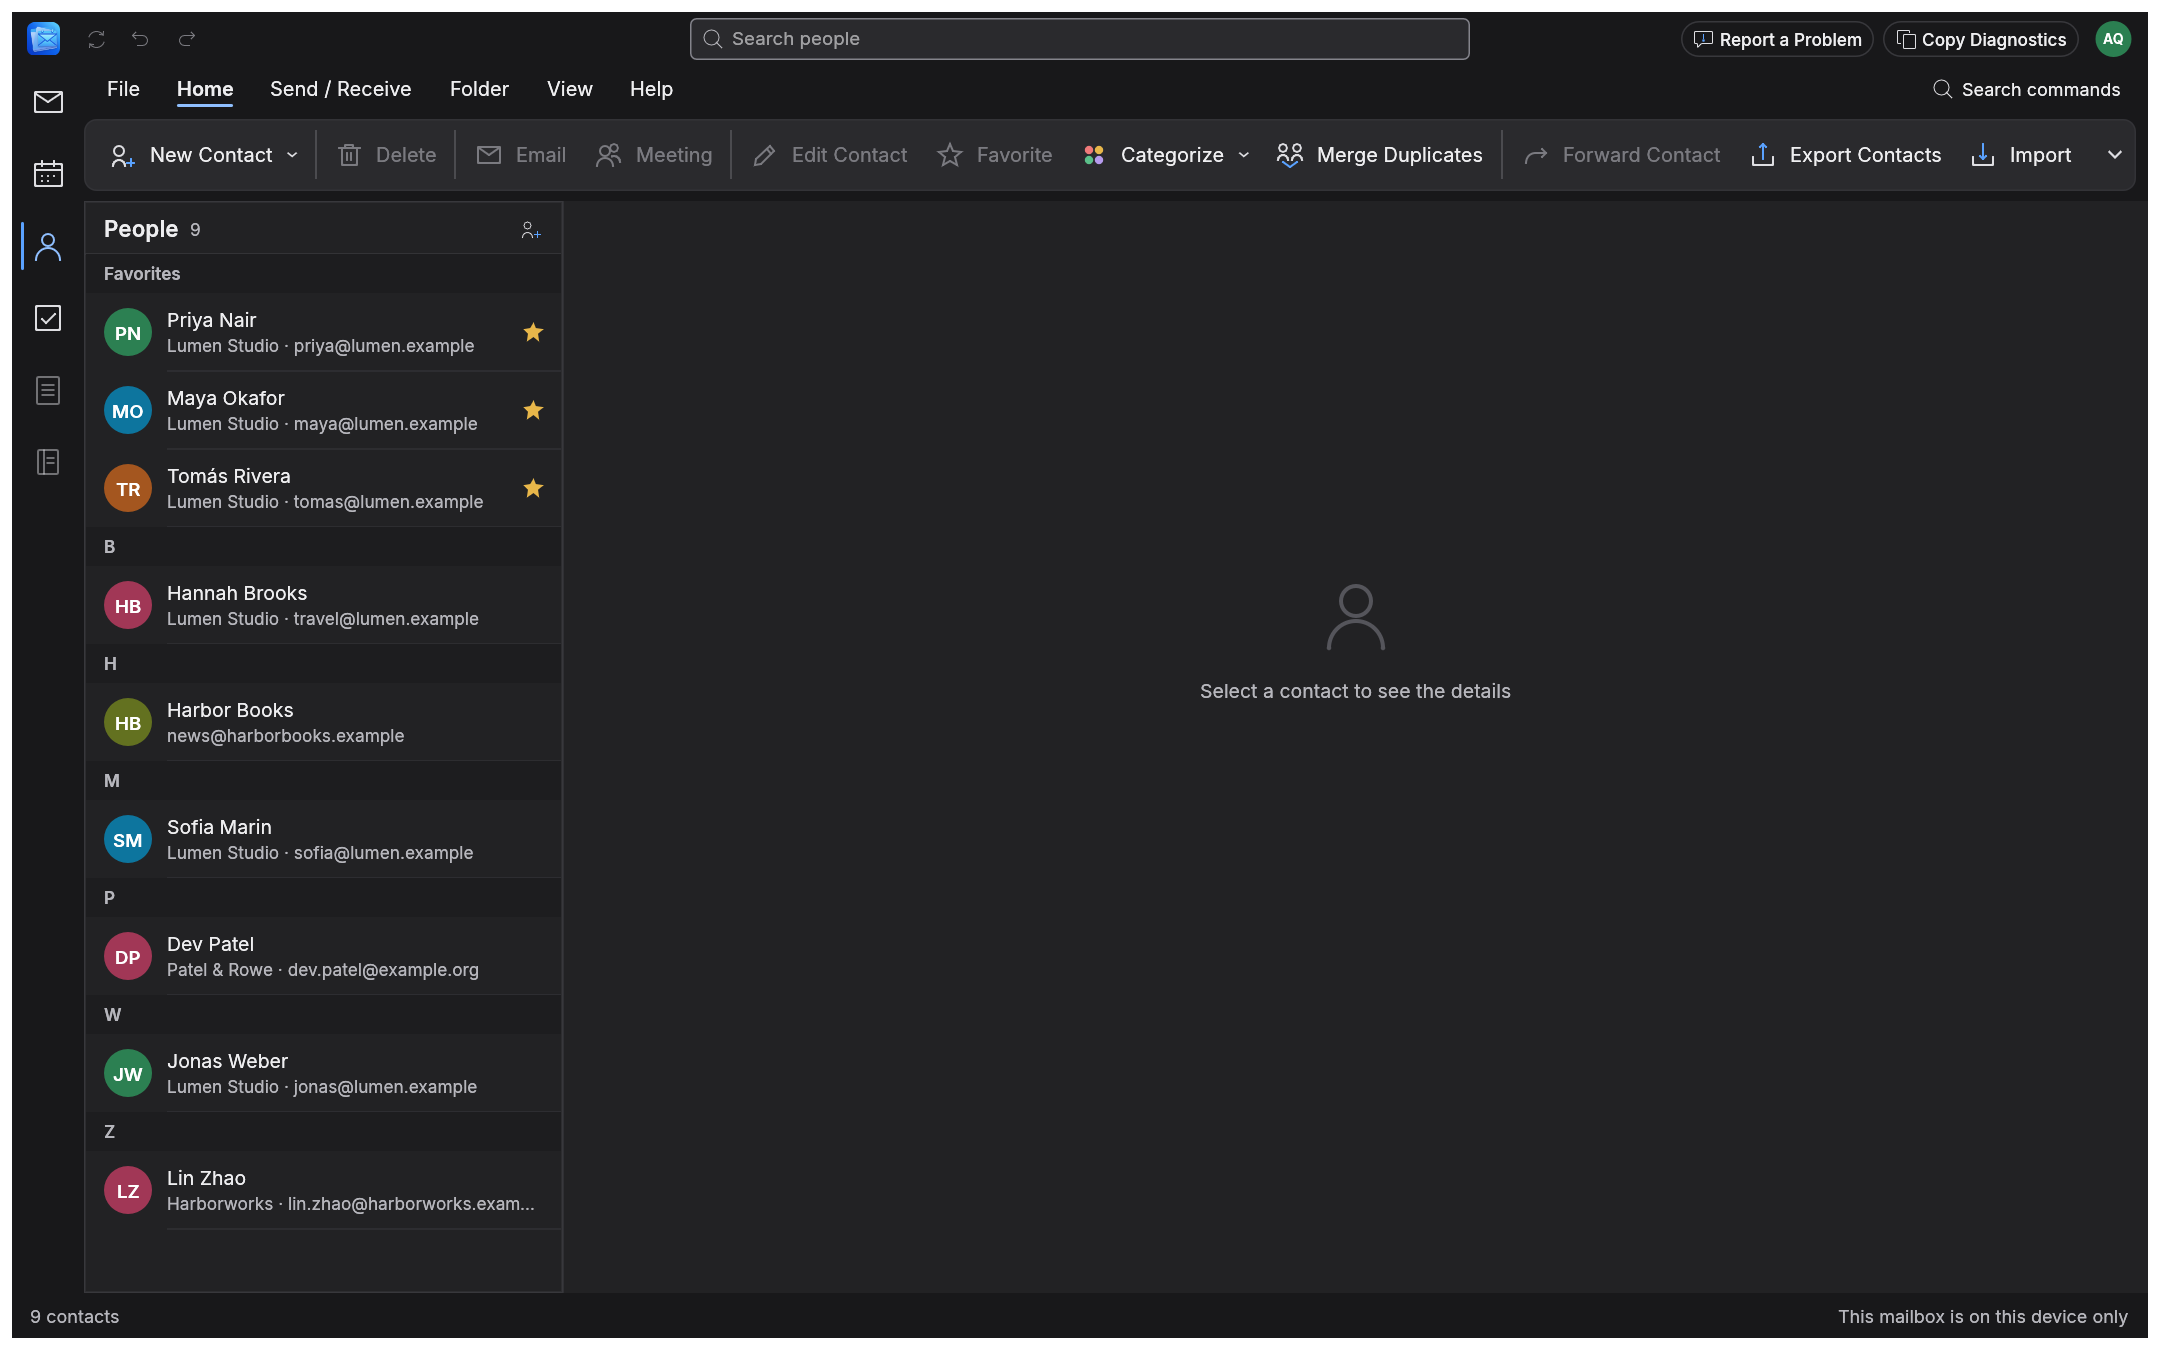 Search people
Report a Problem
Copy Diagnostics
AQ
File
Home
Send / Receive
Folder
View
Help
Search commands
New Contact
Delete
Email
Meeting
Edit Contact
Favorite
Categorize
Merge Duplicates
Forward Contact
Export Contacts
Import
People 9
Favorites
PN
Priya Nair
Lumen Studio · priya@lumen.example
MO
Maya Okafor
Lumen Studio · maya@lumen.example
TR
Tomás Rivera
Lumen Studio · tomas@lumen.example
B
HB
Hannah Brooks
Lumen Studio · travel@lumen.example
H
HB
Harbor Books
news@harborbooks.example
M
SM
Sofia Marin
Lumen Studio · sofia@lumen.example
P
DP
Dev Patel
Patel & Rowe · dev.patel@example.org
W
JW
Jonas Weber
Lumen Studio · jonas@lumen.example
Z
LZ
Lin Zhao
Harborworks · lin.zhao@harborworks.exam...
Select a contact to see the details
9 contacts
This mailbox is on this device only